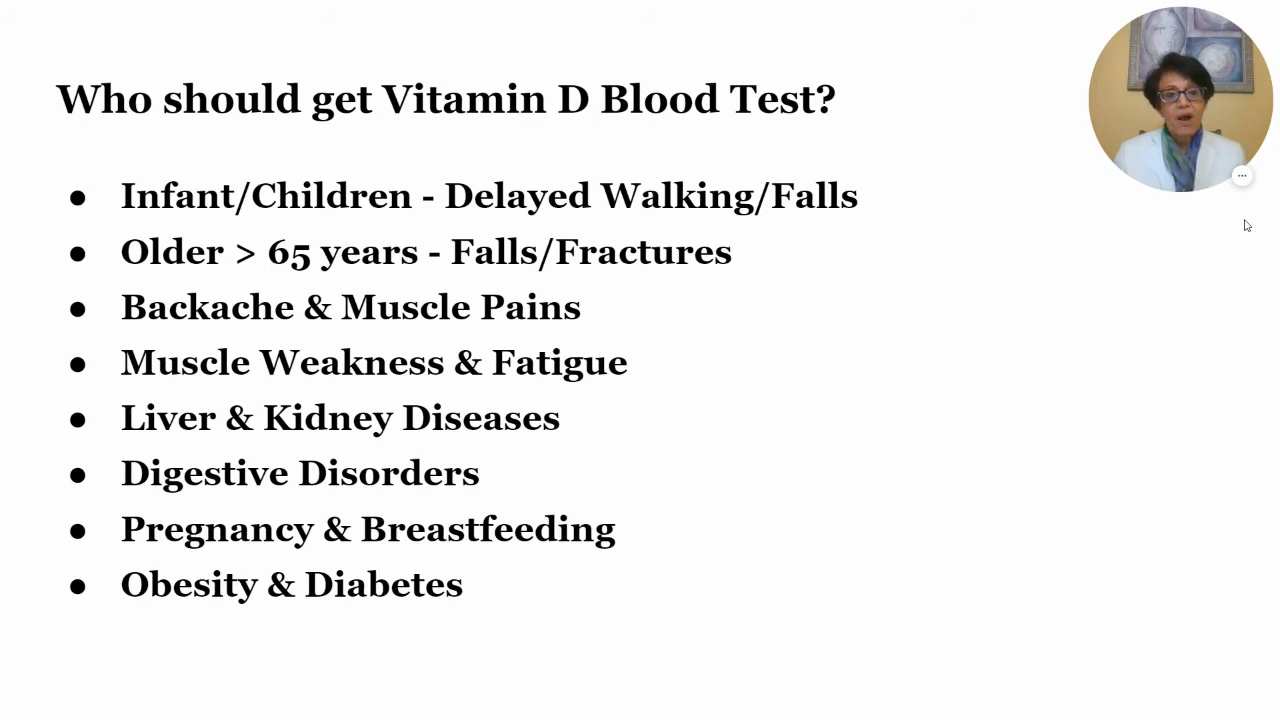 Who should get Vitamin D Blood Test?
● Infant/Children - Delayed Walking/Falls
● Older > 65 years - Falls/Fractures
● Backache & Muscle Pains
● Muscle Weakness & Fatigue
● Liver & Kidney Diseases
● Digestive Disorders
● Pregnancy & Breastfeeding
● Obesity & Diabetes